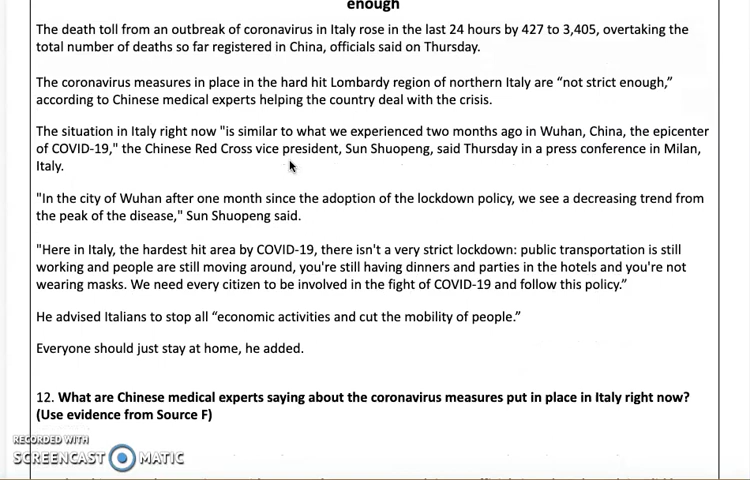 enough
The death toll from an outbreak of coronavirus in Italy rose in the last 24 hours by 427 to 3,405, overtaking the
total number of deaths so far registered in China, officials said on Thursday.
The coronavirus measures in place in the hard hit Lombardy region of northern Italy are “not strict enough,”
according to Chinese medical experts helping the country deal with the crisis.
The situation in Italy right now "is similar to what we experienced two months ago in Wuhan, China, the epicenter
of COVID-19," the Chinese Red Cross vice president, Sun Shuopeng, said Thursday in a press conference in Milan,
Italy.
"In the city of Wuhan after one month since the adoption of the lockdown policy, we see a decreasing trend from
the peak of the disease," Sun Shuopeng said.
"Here in Italy, the hardest hit area by COVID-19, there isn't a very strict lockdown: public transportation is still
working and people are still moving around, you're still having dinners and parties in the hotels and you're not
wearing masks. We need every citizen to be involved in the fight of COVID-19 and follow this policy.”
He advised Italians to stop all “economic activities and cut the mobility of people.”
Everyone should just stay at home, he added.
12. What are Chinese medical experts saying about the coronavirus measures put in place in Italy right now?
(Use evidence from Source F)
RECORDED WITH
SCREENCAST MATIC